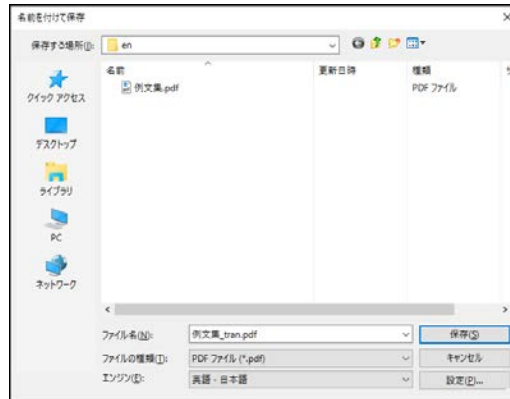 名前を付けて保存
保存する場所(I):
en
名前
更新日時
種類
例文集.pdf
PDF ファイル
クイック アクセス
デスクトップ
ライブラリ
PC
ネットワーク
ファイル名(N):
例文集_tran.pdf
保存(S)
ファイルの種類(T):
PDF ファイル (*.pdf)
キャンセル
エンジン(E):
英語 - 日本語
設定(P)...